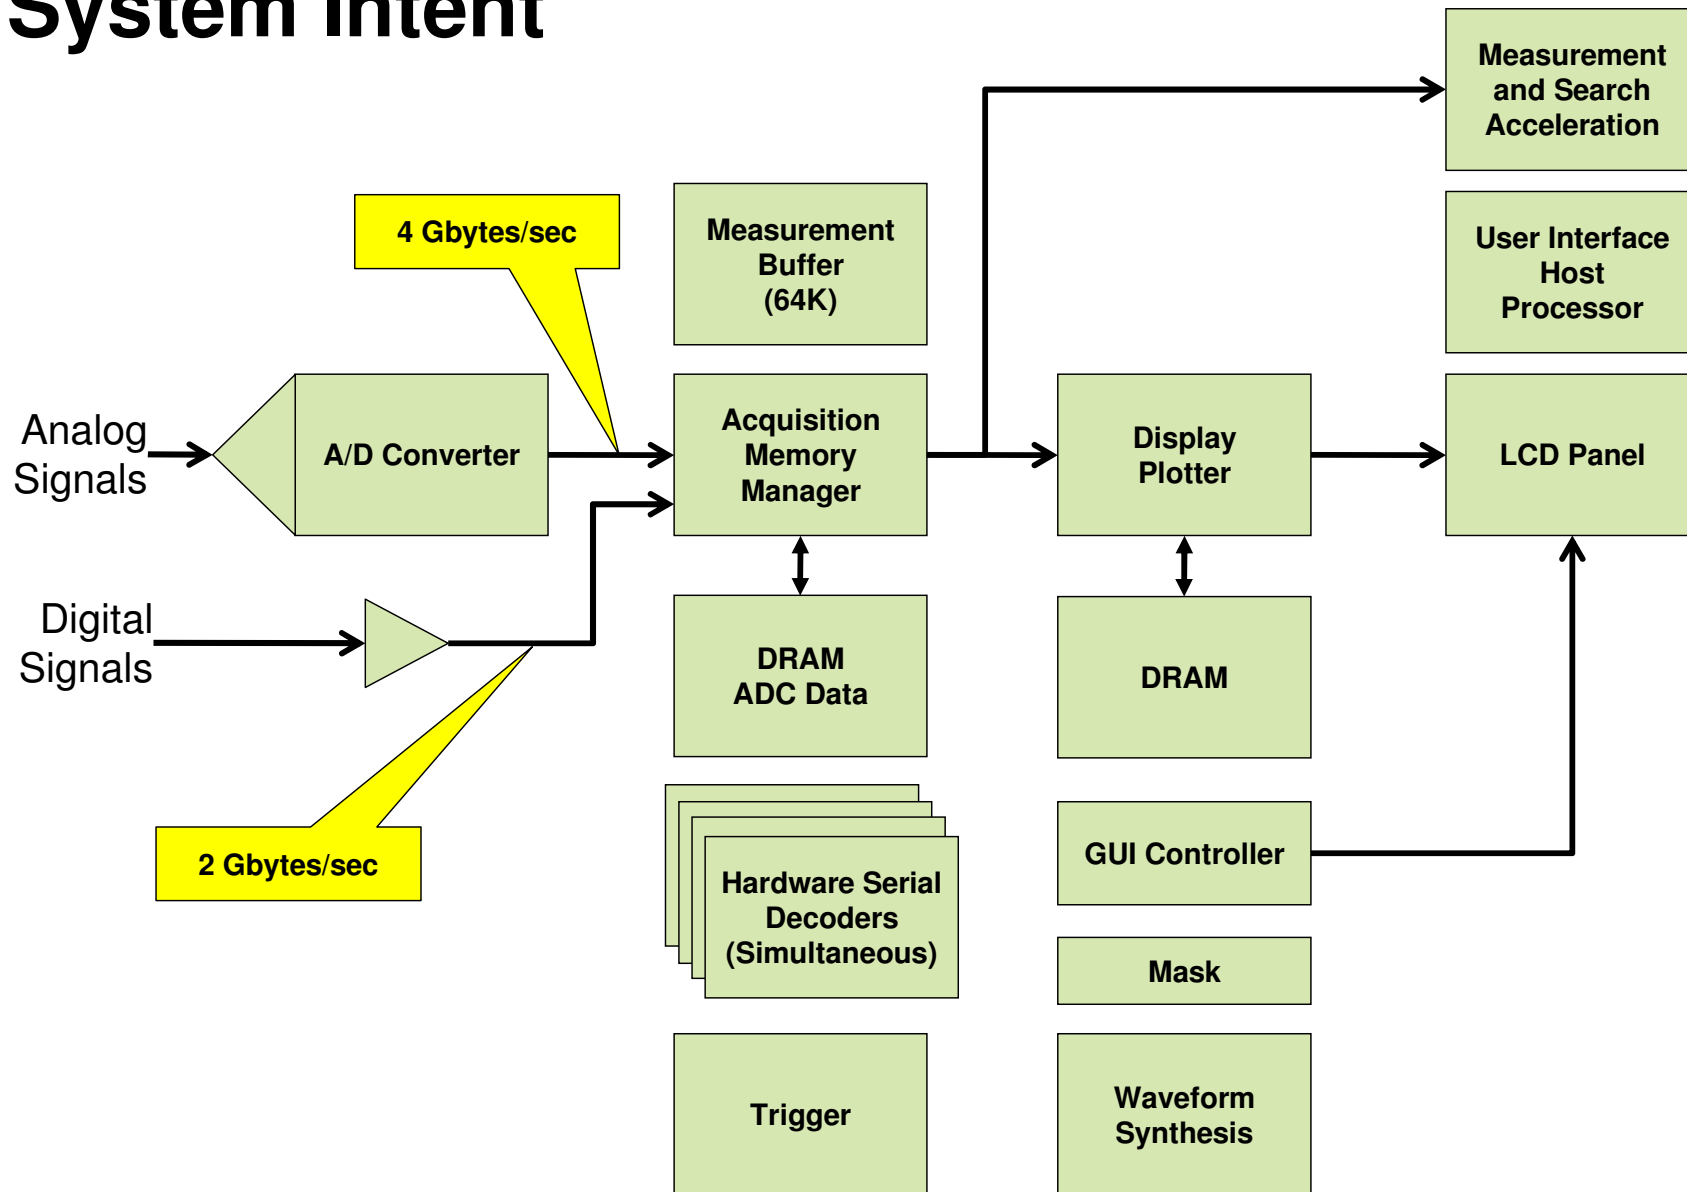 System Intent
Measurement
and Search
Acceleration
4 Gbytes/sec
Measurement
Buffer
(64K)
User Interface
Host
Processor
Analog
Signals
A/D Converter
Acquisition
Memory
Manager
Display
Plotter
LCD Panel
Digital
Signals
DRAM
ADC Data
DRAM
2 Gbytes/sec
Hardware Serial
Decoders
(Simultaneous)
GUI Controller
Mask
Trigger
Waveform
Synthesis